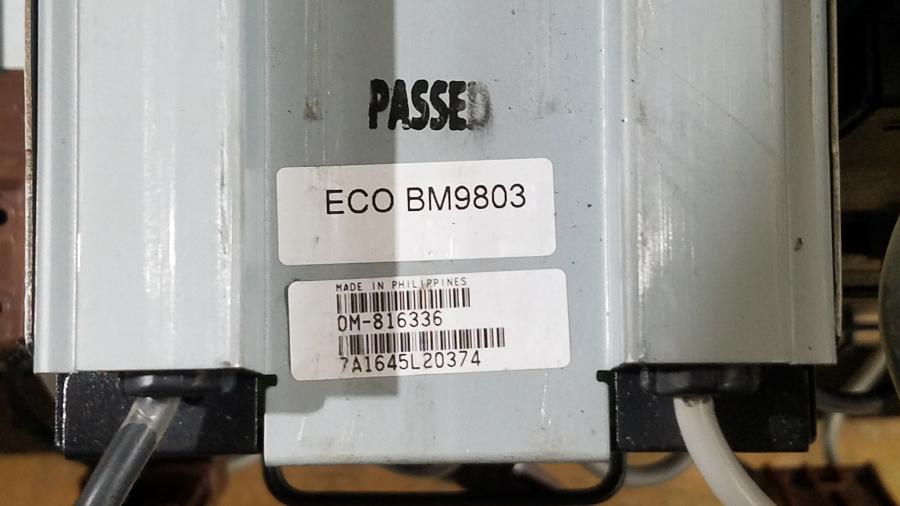 PASSED
ECO BM9803
MADE IN PHILIPPINES
0M-816336
7A1645L20374